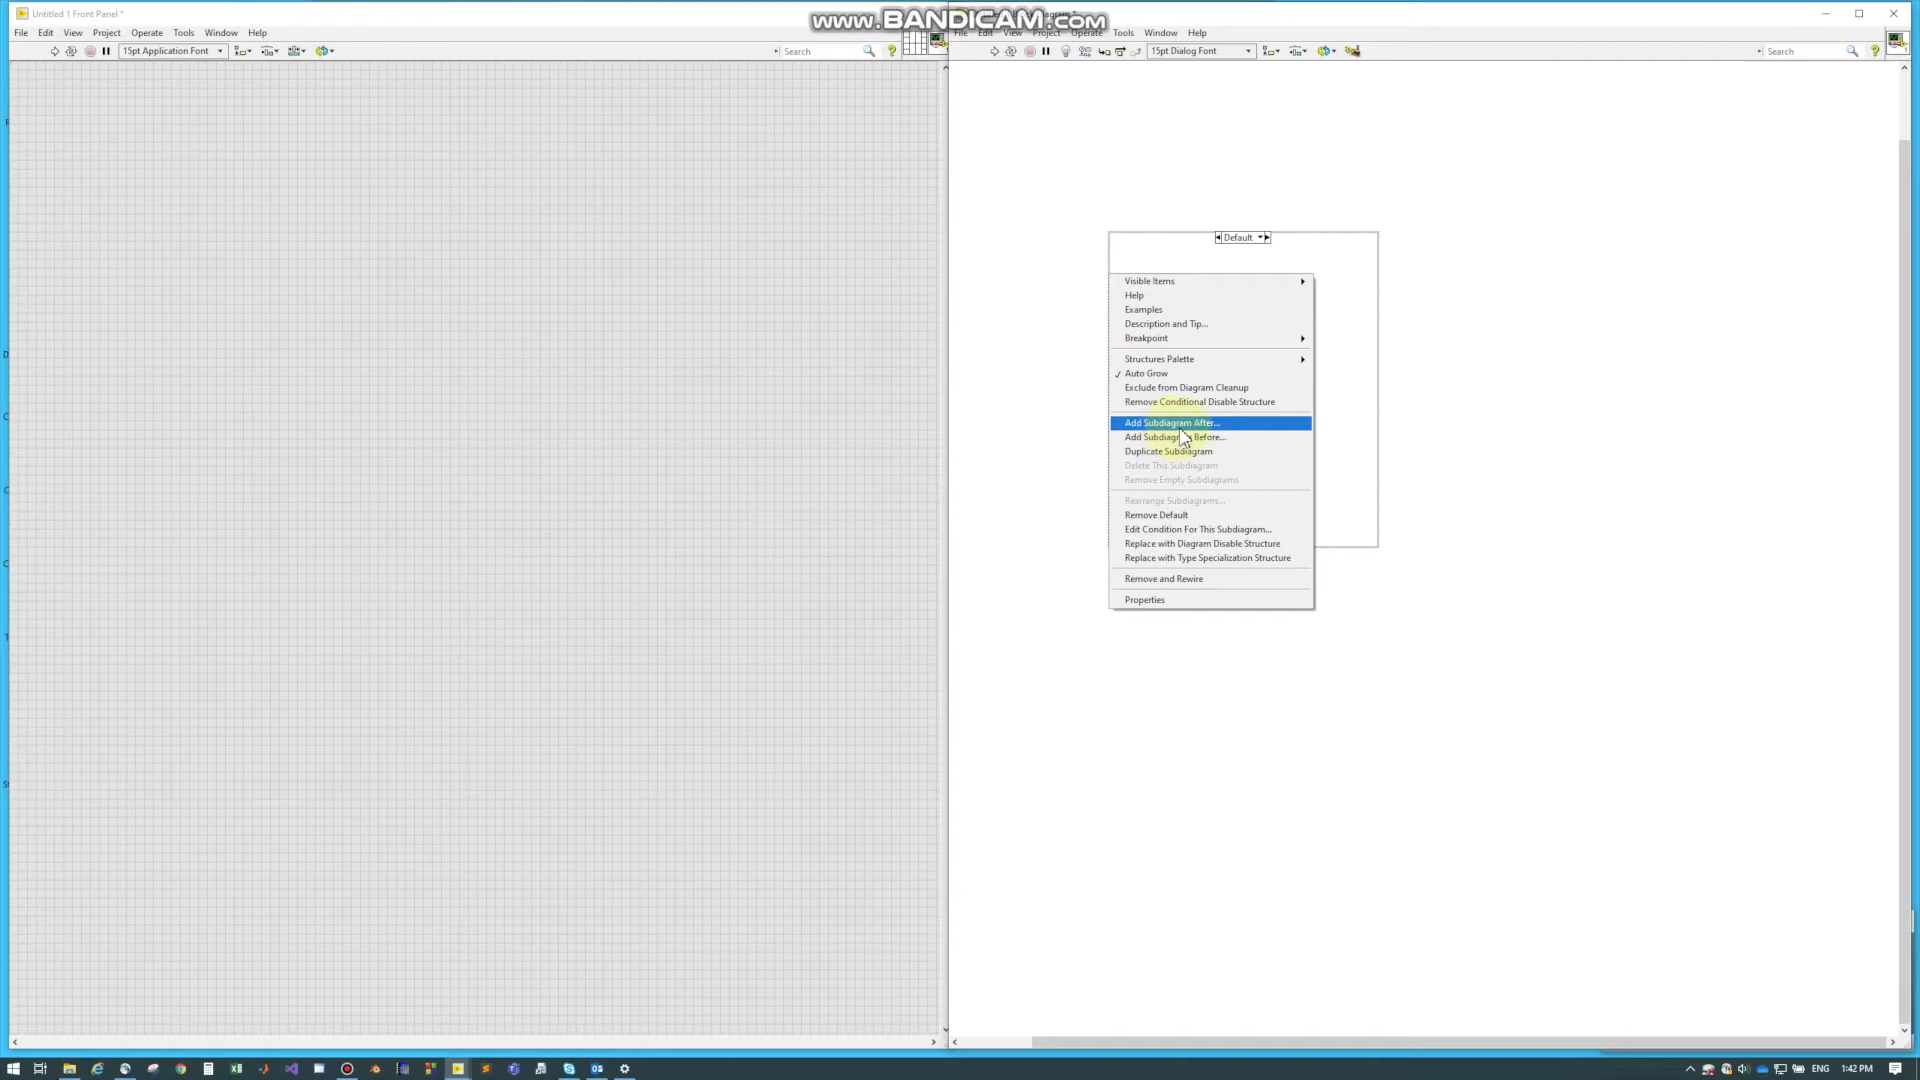 Untitled 1 Front Panel *
www.BANDICAM.com
File Edit View Project Operate Tools Window Help
File Edit View Project Operate Tools Window Help
15pt Application Font
Search
15pt Dialog Font
Search
Default
Visible Items
Help
Examples
Description and Tip...
Breakpoint
Structures Palette
Auto Grow
Exclude from Diagram Cleanup
Remove Conditional Disable Structure
Add Subdiagram After...
Add Subdiagram Before...
Duplicate Subdiagram
Delete This Subdiagram
Remove Empty Subdiagrams
Rearrange Subdiagrams...
Remove Default
Edit Condition For This Subdiagram...
Replace with Diagram Disable Structure
Replace with Type Specialization Structure
Remove and Rewire
Properties
ENG 1:42 PM